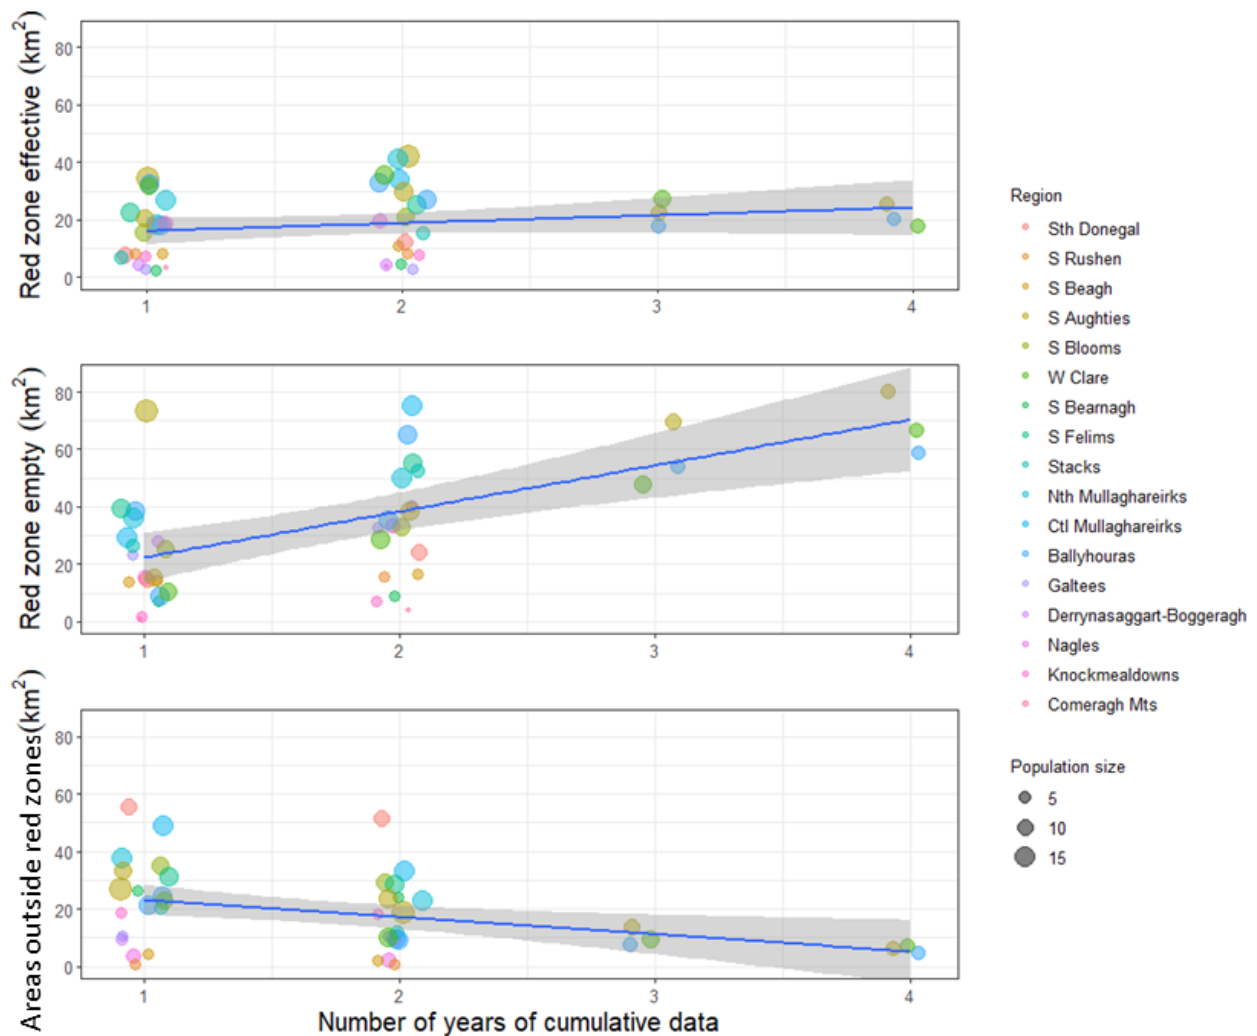 Red zone effective (km²)
80
60
40
20
0
1 2 3 4
Red zone empty (km²)
80
60
40
20
0
1 2 3 4
Areas outside red zones(km²)
80
60
40
20
0
1 2 3 4
Number of years of cumulative data
Region
Sth Donegal
S Rushen
S Beagh
S Aughties
S Blooms
W Clare
S Bearnagh
S Felims
Stacks
Nth Mullaghareirks
Ctl Mullaghareirks
Ballyhouras
Galtees
Derrynasaggart-Boggeragh
Nagles
Knockmealdowns
Comeragh Mts
Population size
5
10
15